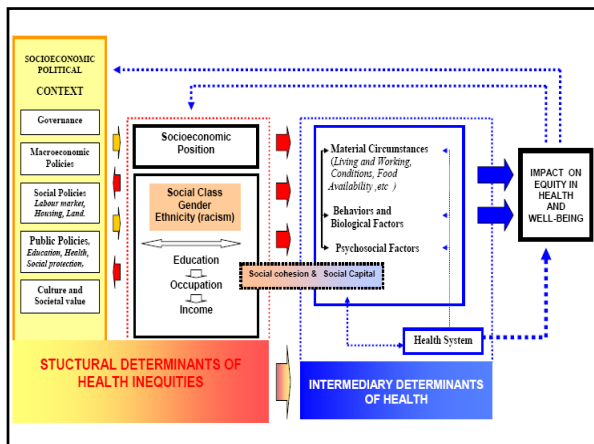 SOCIOECONOMIC
POLITICAL
CONTEXT
Governance
Macroeconomic
Policies
Social Policies
Labour market,
Housing, Land.
Public Policies,
Education, Health,
Social protection,
Culture and
Societal value
Socioeconomic
Position
Social Class
Gender
Ethnicity (racism)
Education
Occupation
Income
Social cohesion & Social Capital
Material Circumstances
(Living and Working,
Conditions, Food
Availability ,etc )
Behaviors and
Biological Factors
Psychosocial Factors
Health System
IMPACT ON
EQUITY IN
HEALTH
AND
WELL-BEING
STUCTURAL DETERMINANTS OF
HEALTH INEQUITIES
INTERMEDIARY DETERMINANTS
OF HEALTH